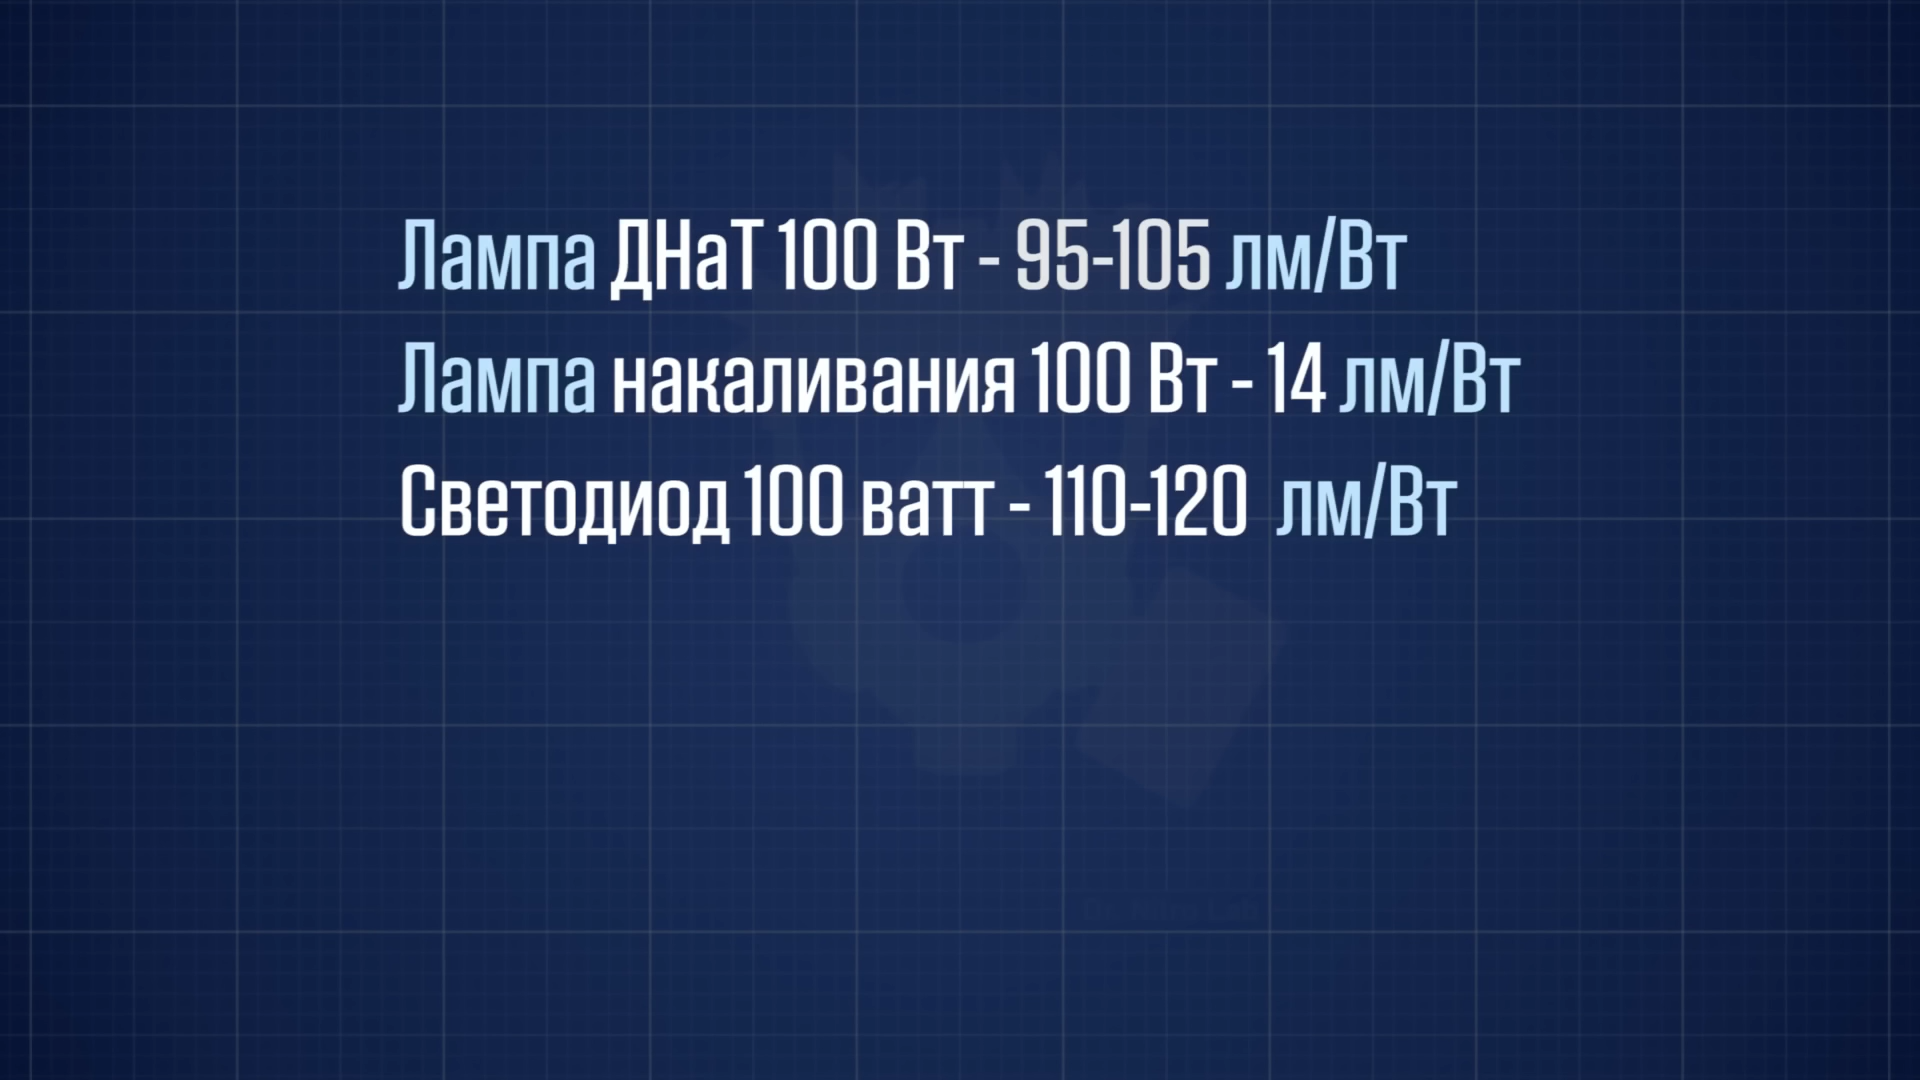 Лампа ДНаТ 100 Вт - 95-105 лм/Вт
Лампа накаливания 100 Вт - 14 лм/Вт
Светодиод 100 ватт - 110-120 лм/Вт